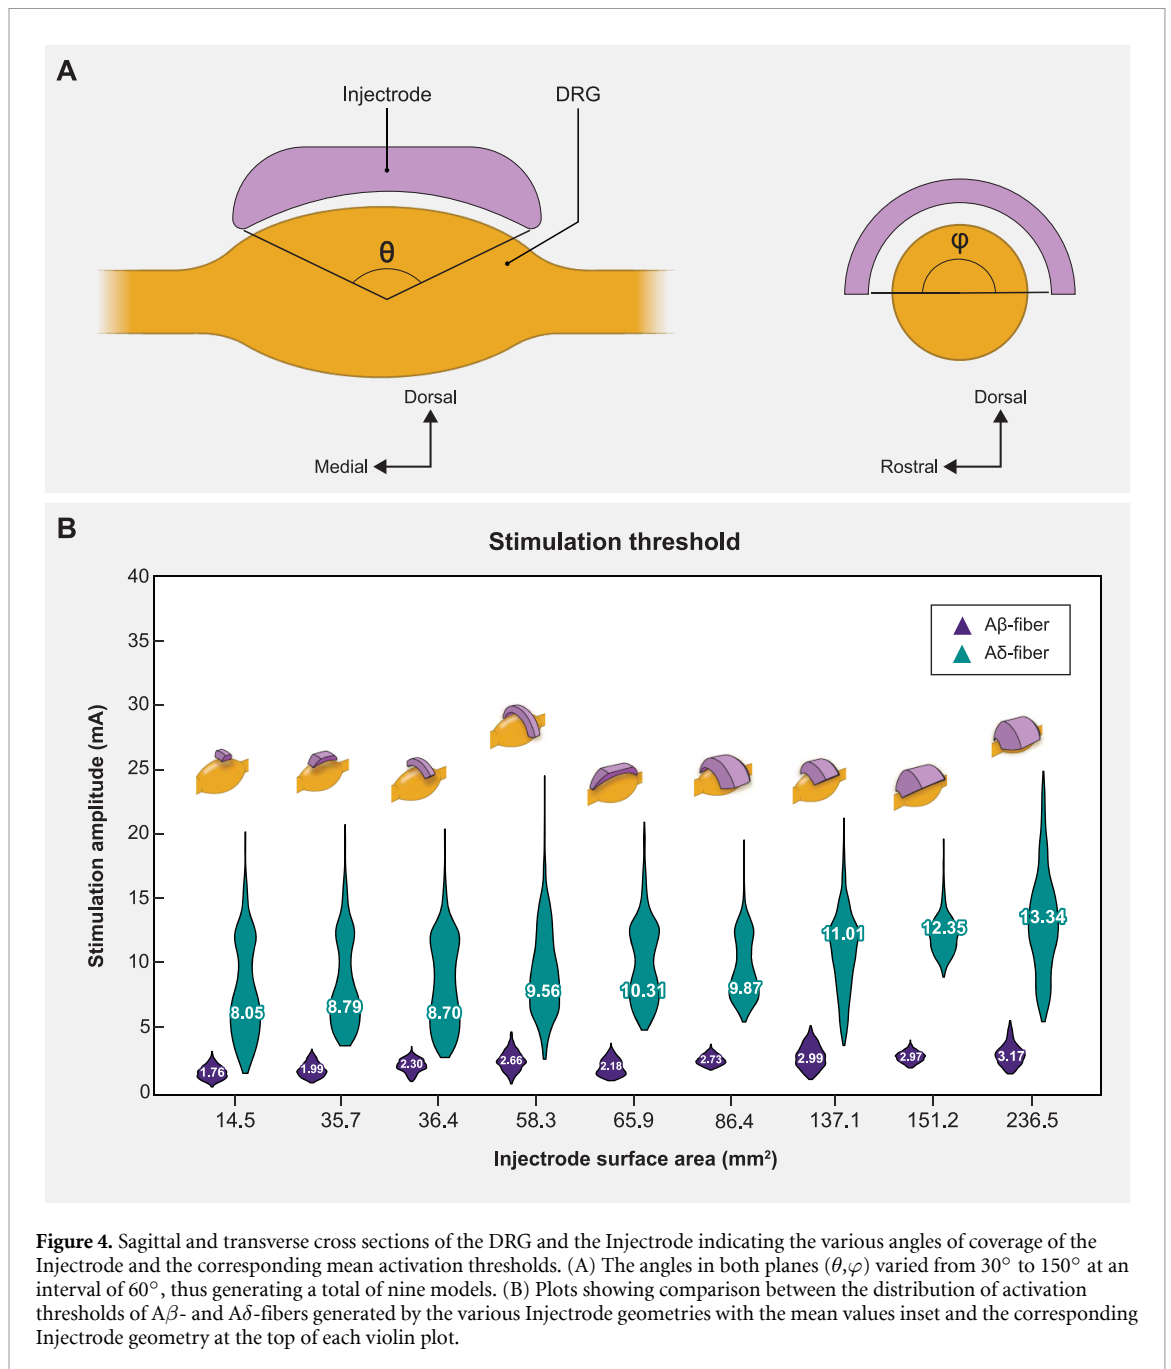 A
Injectrode
DRG
θ
φ
Dorsal
Medial
Dorsal
Rostral
B
Stimulation threshold
Stimulation amplitude (mA)
40
35
30
25
20
15
10
5
0
Aβ-fiber
Aδ-fiber
8.05
8.79
8.70
9.56
10.31
9.87
11.01
12.35
13.34
1.76
1.99
2.30
2.66
2.18
2.73
2.99
2.97
3.17
14.5 35.7 36.4 58.3 65.9 86.4 137.1 151.2 236.5
Injectrode surface area (mm²)
Figure 4. Sagittal and transverse cross sections of the DRG and the Injectrode indicating the various angles of coverage of the
Injectrode and the corresponding mean activation thresholds. (A) The angles in both planes (θ,φ) varied from 30° to 150° at an
interval of 60°, thus generating a total of nine models. (B) Plots showing comparison between the distribution of activation
thresholds of Aβ- and Aδ-fibers generated by the various Injectrode geometries with the mean values inset and the corresponding
Injectrode geometry at the top of each violin plot.